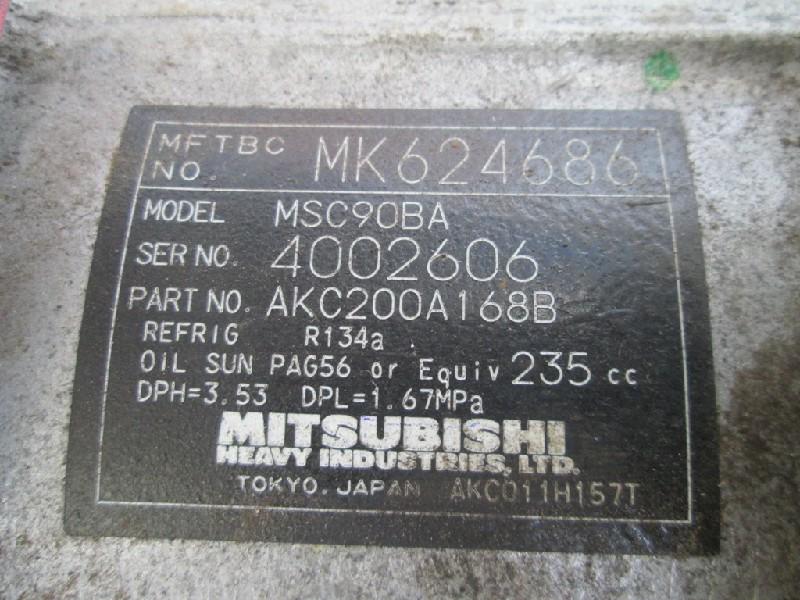 MFTBC NO. MK624686
MODEL MSC90BA
SER NO. 4002606
PART NO. AKC200A168B
REFRIG R134a
OIL SUN PAG56 or Equiv 235 cc
DPH=3.53 DPL=1.67MPa
MITSUBISHI
HEAVY INDUSTRIES, LTD.
TOKYO. JAPAN AKC011H157T